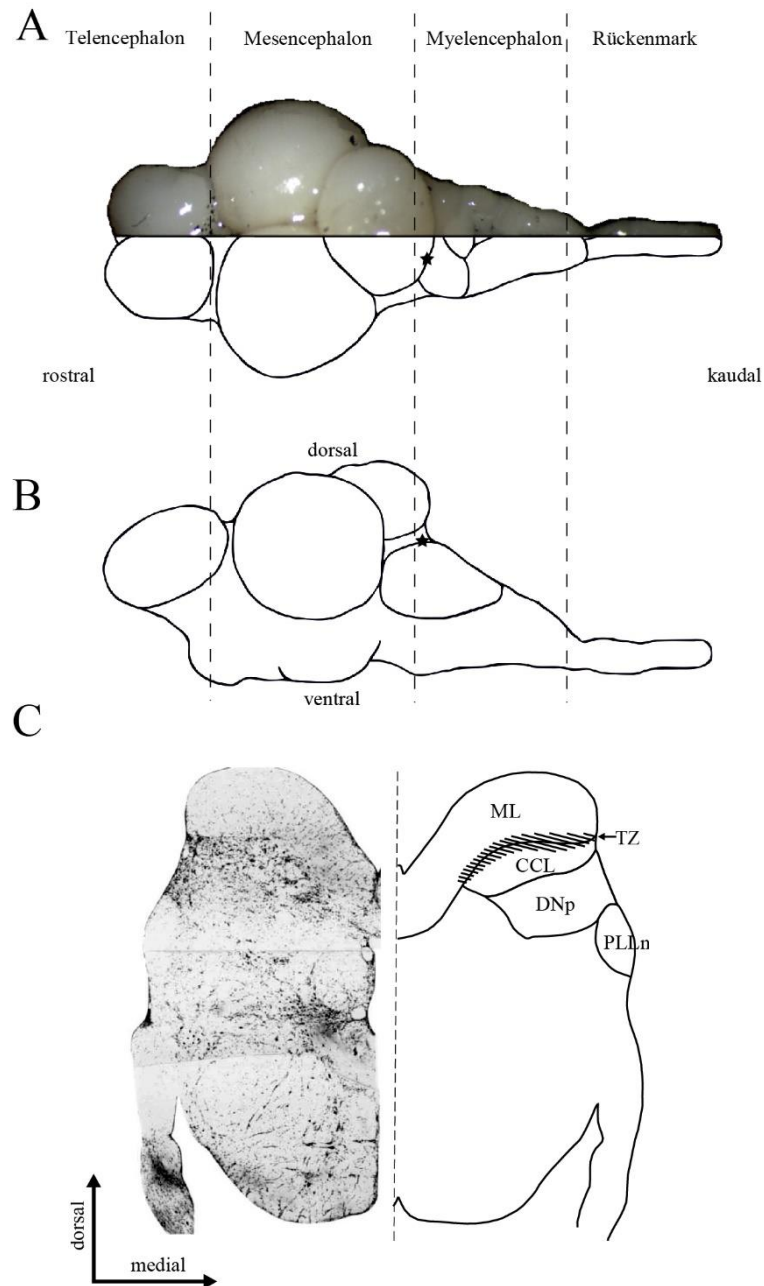 A
Telencephalon Mesencephalon Myelencephalon Rückenmark
rostral kaudal
dorsal
B
ventral
C
ML
TZ
CCL
DNp
PLLn
dorsal
medial